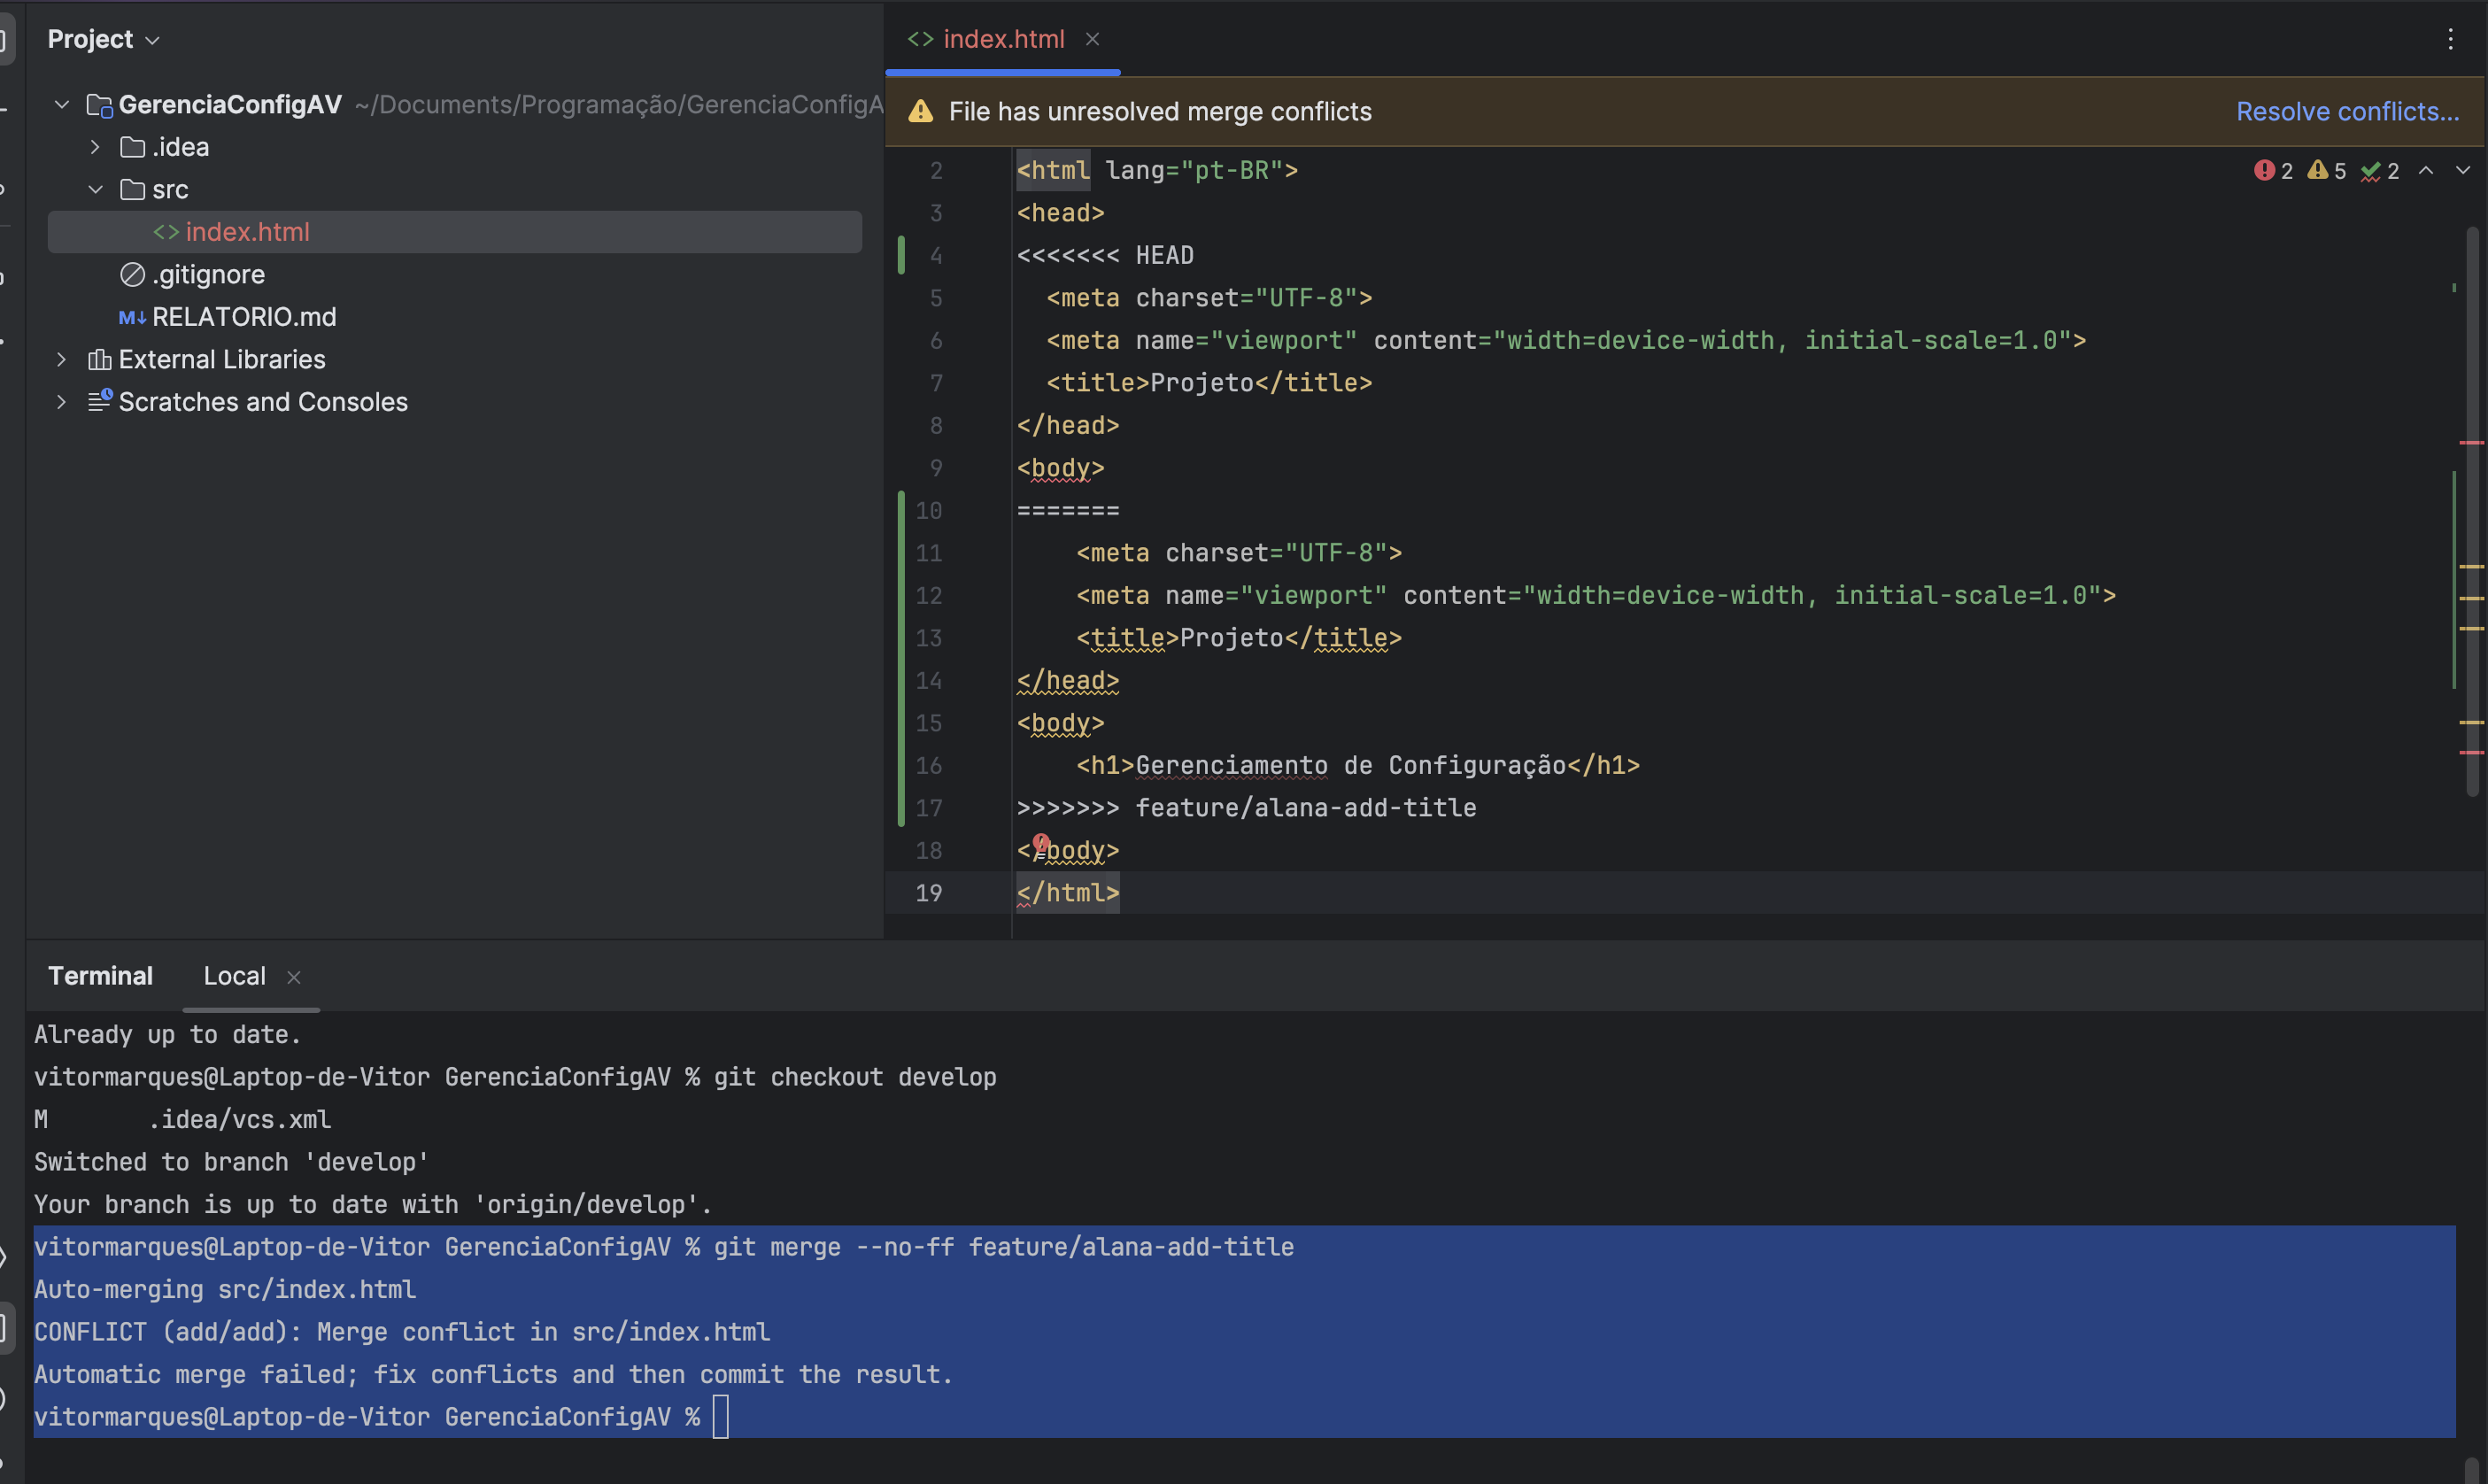 Project
GerenciaConfigAV ~/Documents/Programação/GerenciaConfigA
.idea
src
<> index.html
.gitignore
M↓ RELATORIO.md
External Libraries
Scratches and Consoles
<> index.html ×
File has unresolved merge conflicts
Resolve conflicts...
2 5 2
2 <html lang="pt-BR">
3 <head>
4 <<<<<<< HEAD
5 <meta charset="UTF-8">
6 <meta name="viewport" content="width=device-width, initial-scale=1.0">
7 <title>Projeto</title>
8 </head>
9 <body>
10 =======
11 <meta charset="UTF-8">
12 <meta name="viewport" content="width=device-width, initial-scale=1.0">
13 <title>Projeto</title>
14 </head>
15 <body>
16 <h1>Gerenciamento de Configuração</h1>
17 >>>>>>> feature/alana-add-title
18 </body>
19 </html>
Terminal Local ×
Already up to date.
vitormarques@Laptop-de-Vitor GerenciaConfigAV % git checkout develop
M .idea/vcs.xml
Switched to branch 'develop'
Your branch is up to date with 'origin/develop'.
vitormarques@Laptop-de-Vitor GerenciaConfigAV % git merge --no-ff feature/alana-add-title
Auto-merging src/index.html
CONFLICT (add/add): Merge conflict in src/index.html
Automatic merge failed; fix conflicts and then commit the result.
vitormarques@Laptop-de-Vitor GerenciaConfigAV %